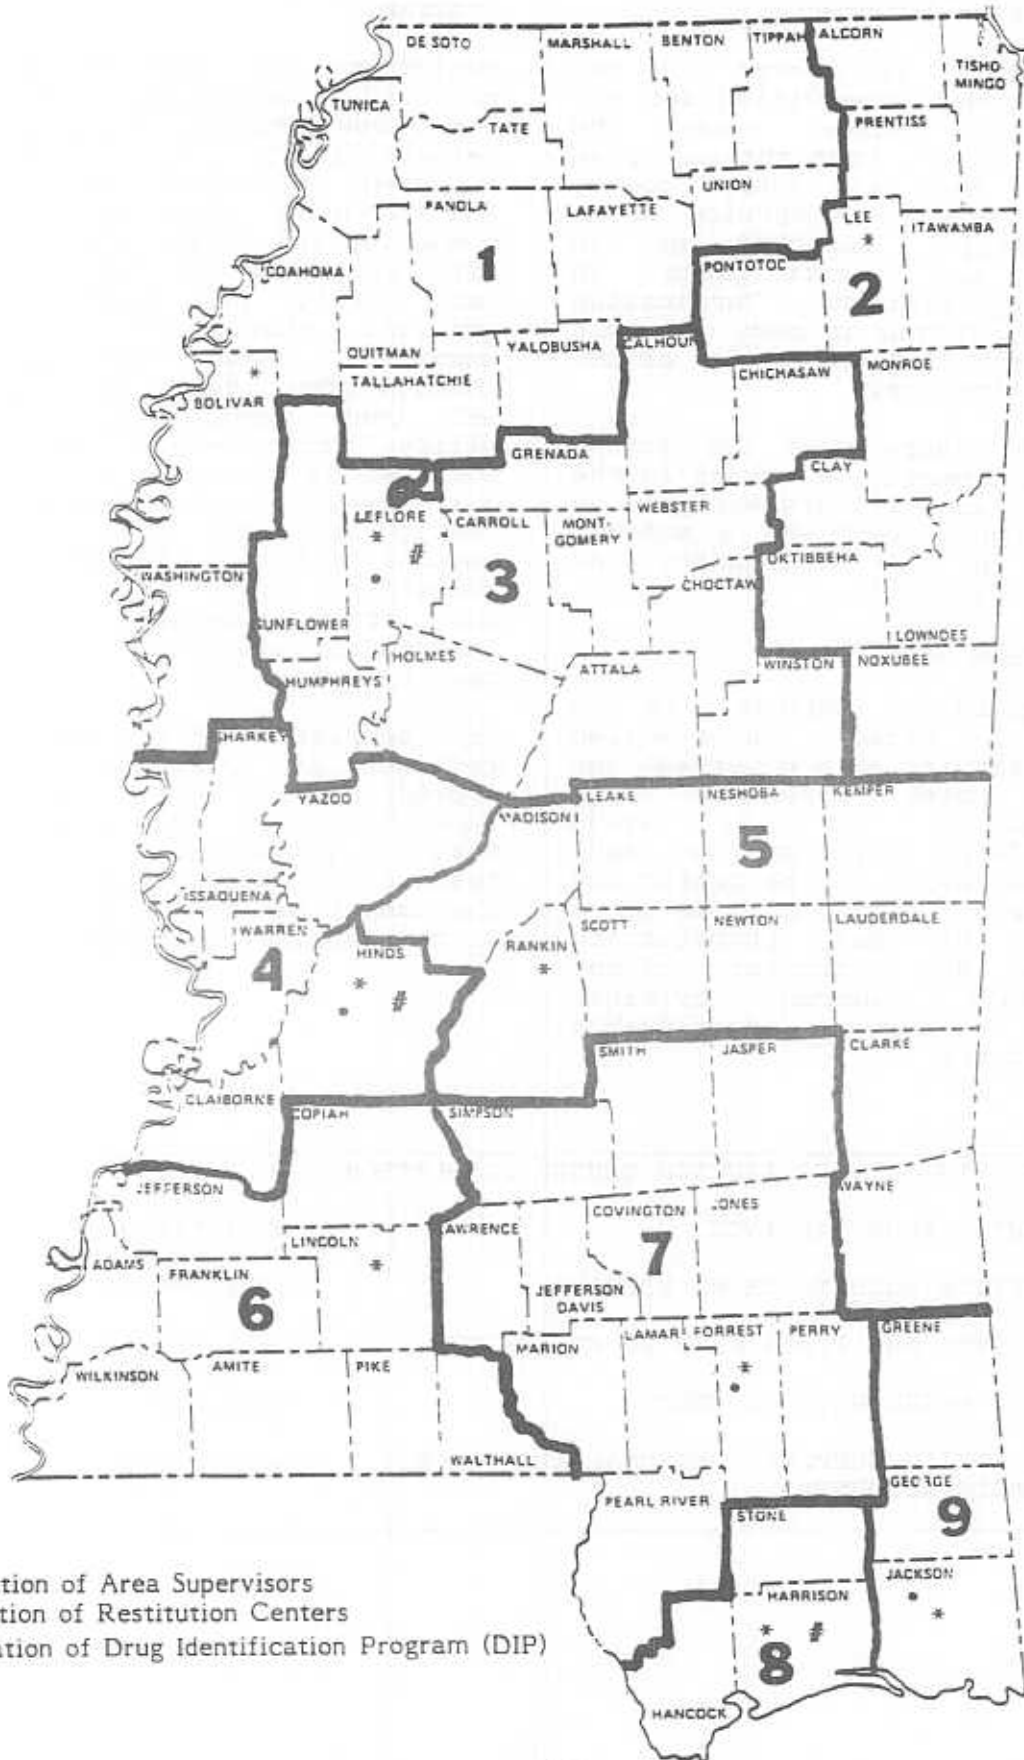 DE SOTO
MARSHALL
BENTON
TIPPAH
ALCORN
TISHO-
MINGO
TUNICA
TATE
PRENTISS
UNION
PANOLA
LAFAYETTE
LEE
*
ITAWAMBA
COAHOMA
1
PONTOTOC
2
QUITMAN
YALOBUSHA
CALHOUN
TALLAHATCHIE
CHICHASAW
MONROE
*
BOLIVAR
GRENADA
CLAY
LEFLORE
* #
•
CARROLL
MONT-
GOMERY
WEBSTER
3
OKTIBBEHA
WASHINGTON
CHOCTAW
SUNFLOWER
LOWNDES
HOLMES
ATTALA
WINSTON
NOXUBEE
HUMPHREYS
SHARKEY
YAZOO
MADISON
LEAKE
NESHOBA
KEMPER
5
ISSAQUENA
WARREN
SCOTT
NEWTON
LAUDERDALE
4
HINDS
* #
•
RANKIN
*
SMITH
JASPER
CLARKE
CLAIBORNE
COPIAH
SIMPSON
JEFFERSON
WAYNE
LAWRENCE
COVINGTON
JONES
LINCOLN
*
7
ADAMS
FRANKLIN
6
JEFFERSON
DAVIS
LAMAR
FORREST
*
•
PERRY
GREENE
MARION
WILKINSON
AMITE
PIKE
WALTHALL
PEARL RIVER
STONE
GEORGE
9
JACKSON
• *
HARRISON
* #
8
HANCOCK
tion of Area Supervisors
tion of Restitution Centers
ation of Drug Identification Program (DIP)